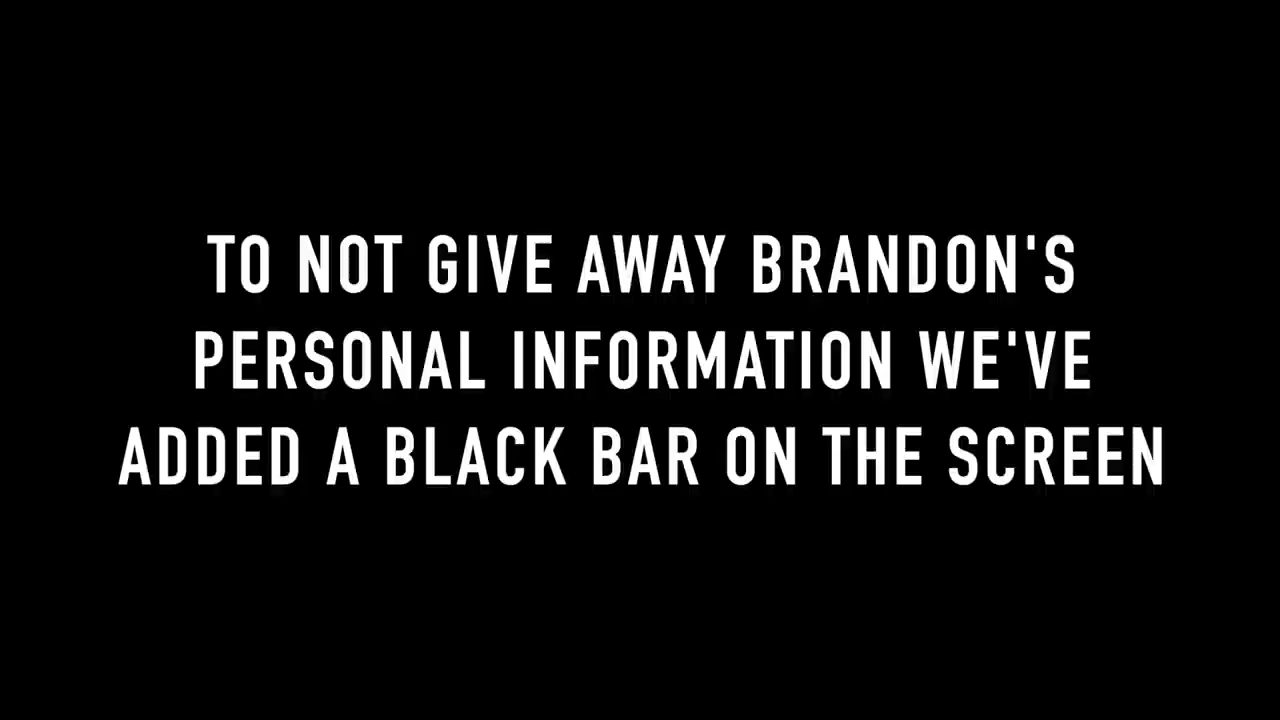 TO NOT GIVE AWAY BRANDON'S
PERSONAL INFORMATION WE'VE
ADDED A BLACK BAR ON THE SCREEN